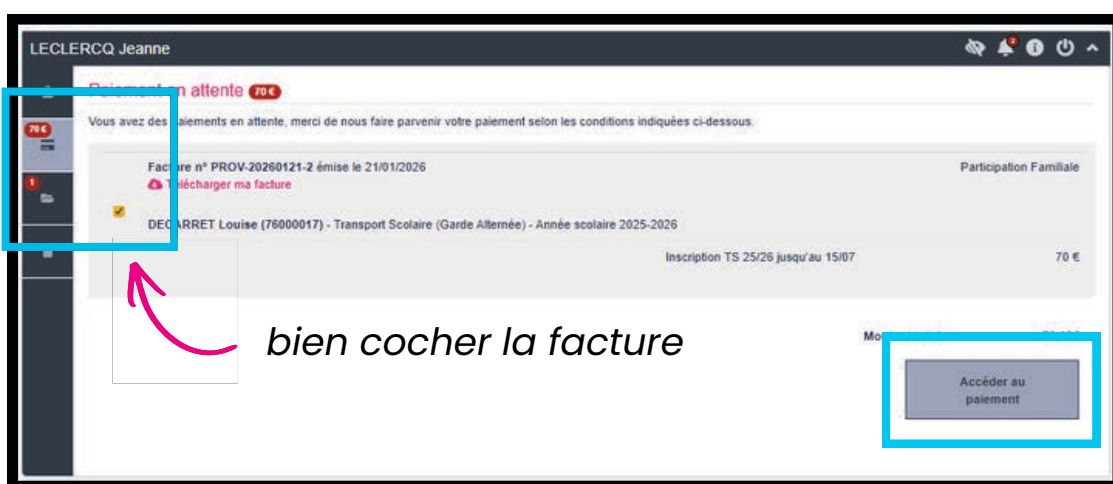 LECLERCQ Jeanne
Paiement en attente 70 €
Vous avez des paiements en attente, merci de nous faire parvenir votre paiement selon les conditions indiquées ci-dessous.
70 €
Facture n° PROV-20260121-2 émise le 21/01/2026 Participation Familiale
Télécharger ma facture
1
DECARRET Louise (76000017) - Transport Scolaire (Garde Alternée) - Année scolaire 2025-2026
Inscription TS 25/26 jusqu'au 15/07 70 €
bien cocher la facture
Accéder au
paiement